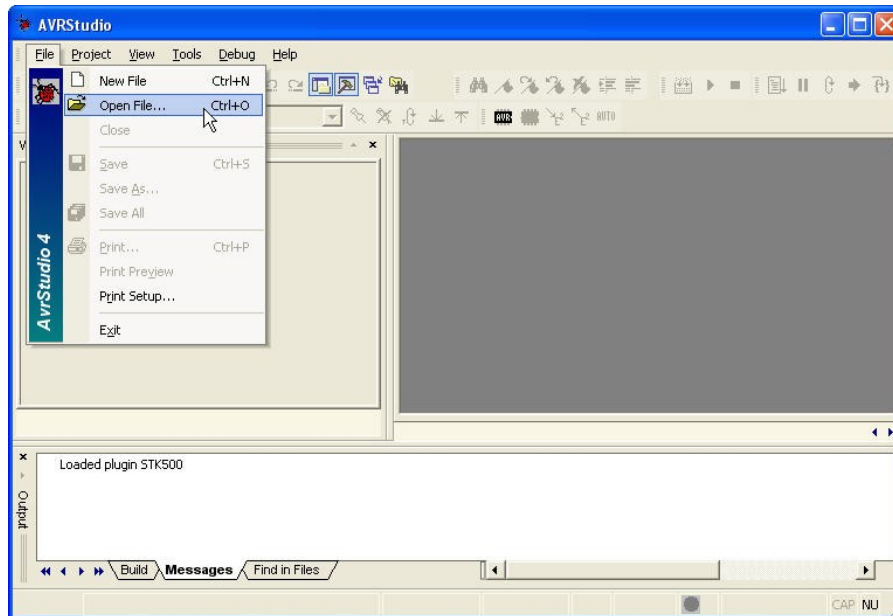 AVRStudio
File Project View Tools Debug Help
New File Ctrl+N
Open File... Ctrl+O
Close
Save Ctrl+S
Save As...
Save All
Print... Ctrl+P
Print Preview
Print Setup...
Exit
AvrStudio 4
AVR
AUTO
W
Loaded plugin STK500
Output
Build Messages Find in Files
CAP NU